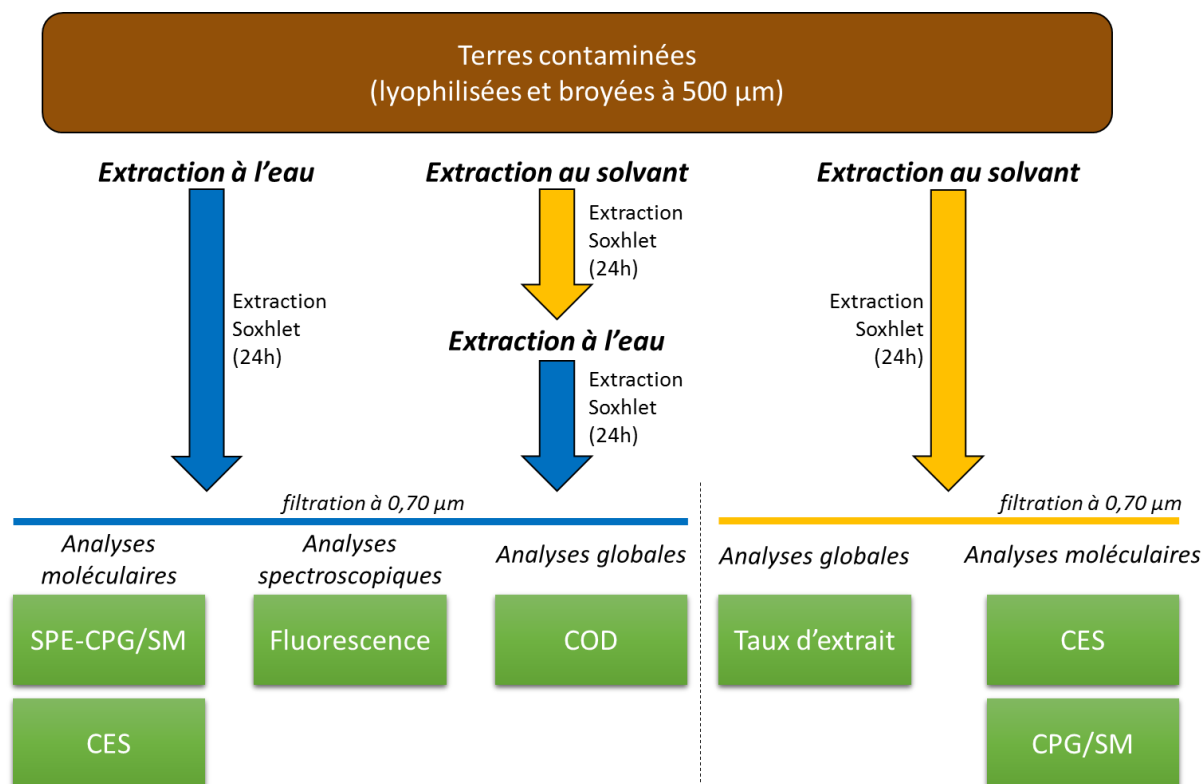 Terres contaminées
(lyophilisées et broyées à 500 µm)
Extraction à l’eau
Extraction au solvant
Extraction au solvant
Extraction
Soxhlet
(24h)
Extraction
Soxhlet
(24h)
Extraction
Soxhlet
(24h)
Extraction à l’eau
Extraction
Soxhlet
(24h)
filtration à 0,70 µm
filtration à 0,70 µm
Analyses
moléculaires
Analyses
spectroscopiques
Analyses globales
Analyses globales
Analyses moléculaires
SPE-CPG/SM
Fluorescence
COD
Taux d’extrait
CES
CES
CPG/SM